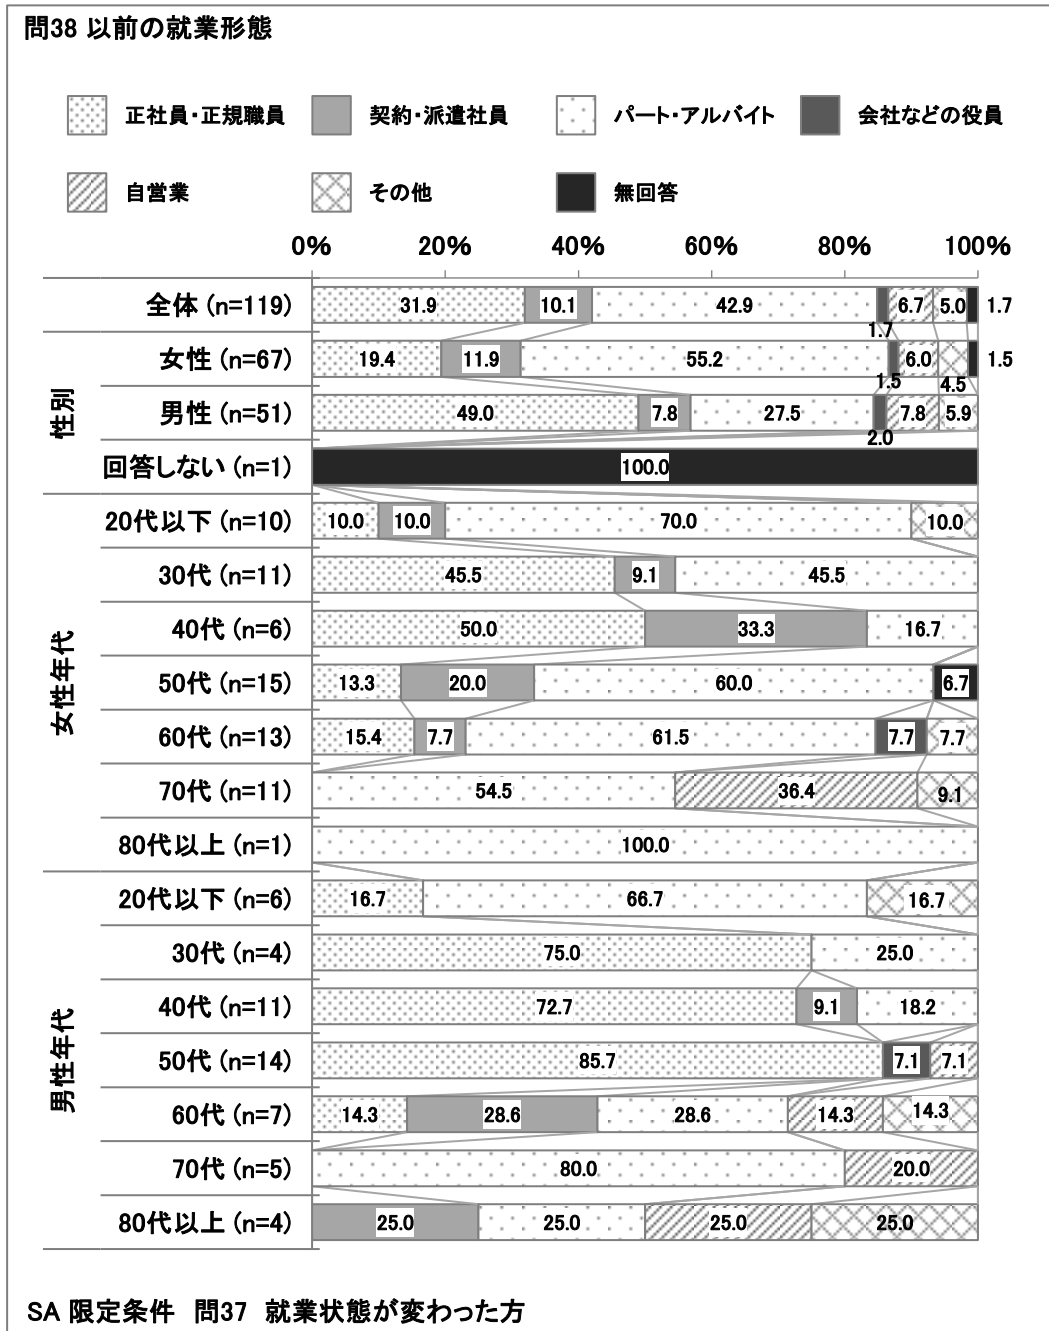 問38 以前の就業形態
正社員・正規職員 契約・派遣社員 パート・アルバイト 会社などの役員
自営業 その他 無回答
0% 20% 40% 60% 80% 100%
全体 (n=119) 31.9 10.1 42.9 1.7 6.7 5.0 1.7
性別
女性 (n=67) 19.4 11.9 55.2 1.5 6.0 4.5 1.5
男性 (n=51) 49.0 7.8 27.5 2.0 7.8 5.9
回答しない (n=1) 100.0
女性年代
20代以下 (n=10) 10.0 10.0 70.0 10.0
30代 (n=11) 45.5 9.1 45.5
40代 (n=6) 50.0 33.3 16.7
50代 (n=15) 13.3 20.0 60.0 6.7
60代 (n=13) 15.4 7.7 61.5 7.7 7.7
70代 (n=11) 54.5 36.4 9.1
80代以上 (n=1) 100.0
男性年代
20代以下 (n=6) 16.7 66.7 16.7
30代 (n=4) 75.0 25.0
40代 (n=11) 72.7 9.1 18.2
50代 (n=14) 85.7 7.1 7.1
60代 (n=7) 14.3 28.6 28.6 14.3 14.3
70代 (n=5) 80.0 20.0
80代以上 (n=4) 25.0 25.0 25.0 25.0
SA 限定条件 問37 就業状態が変わった方